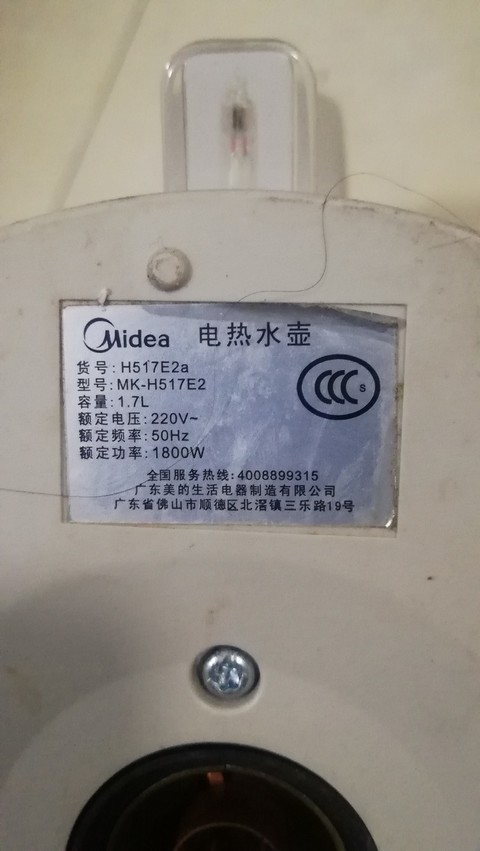 Midea 电热水壶
货号: H517E2a
型号: MK-H517E2
容量: 1.7L
额定电压: 220V~
额定频率: 50Hz
额定功率: 1800W
CCC S
全国服务热线: 4008899315
广东美的生活电器制造有限公司
广东省佛山市顺德区北滘镇三乐路19号